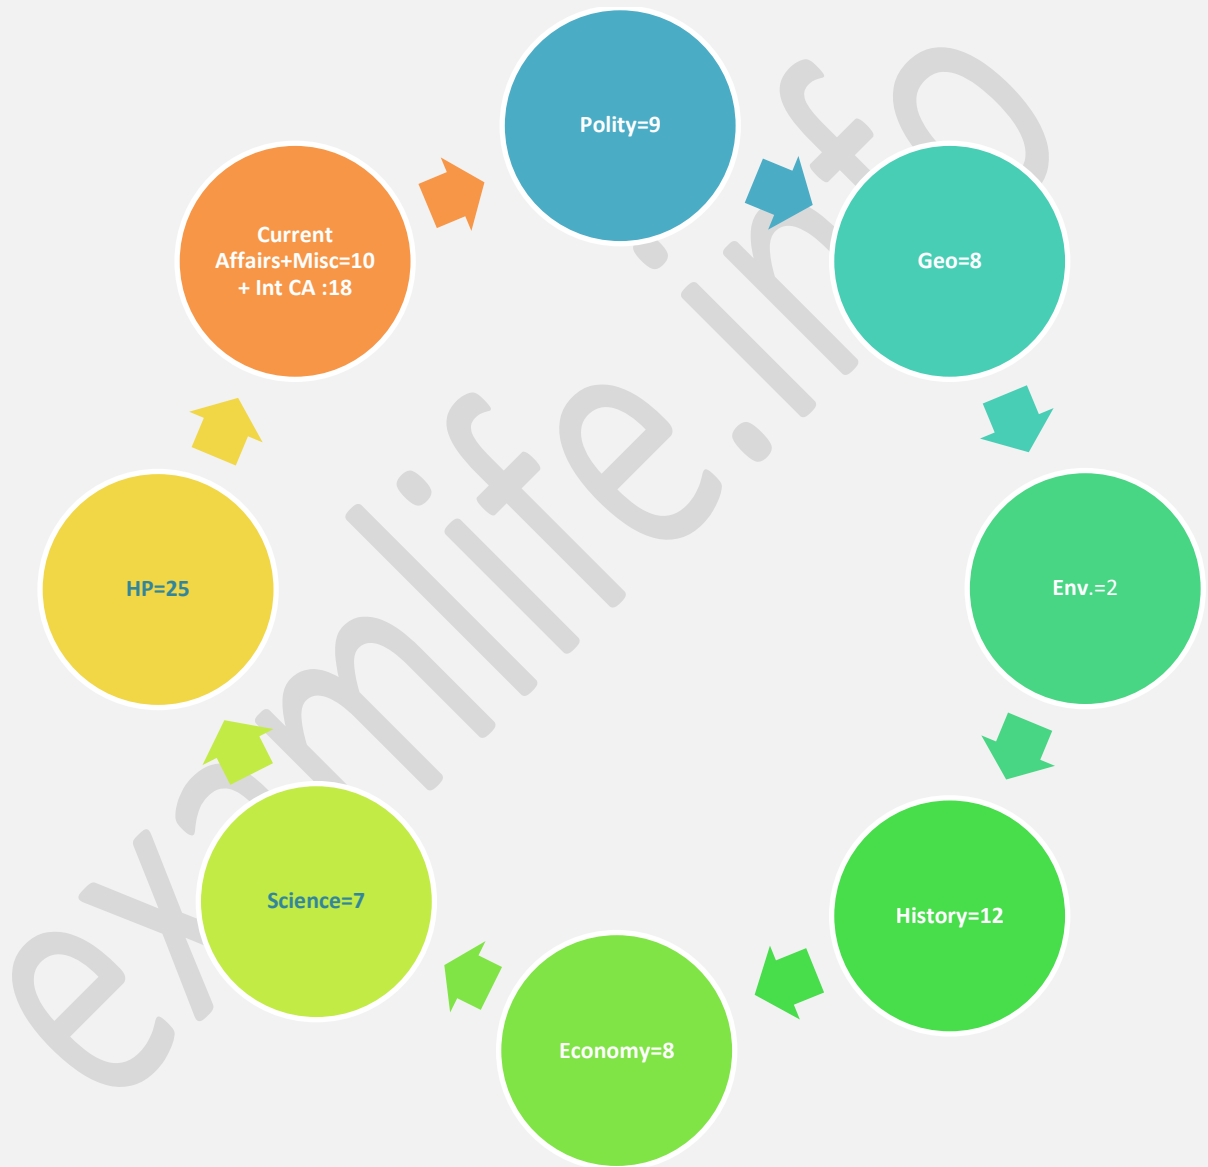 Polity=9
Geo=8
Env.=2
History=12
Economy=8
Science=7
HP=25
Current
Affairs+Misc=10
+ Int CA :18
examlife.info